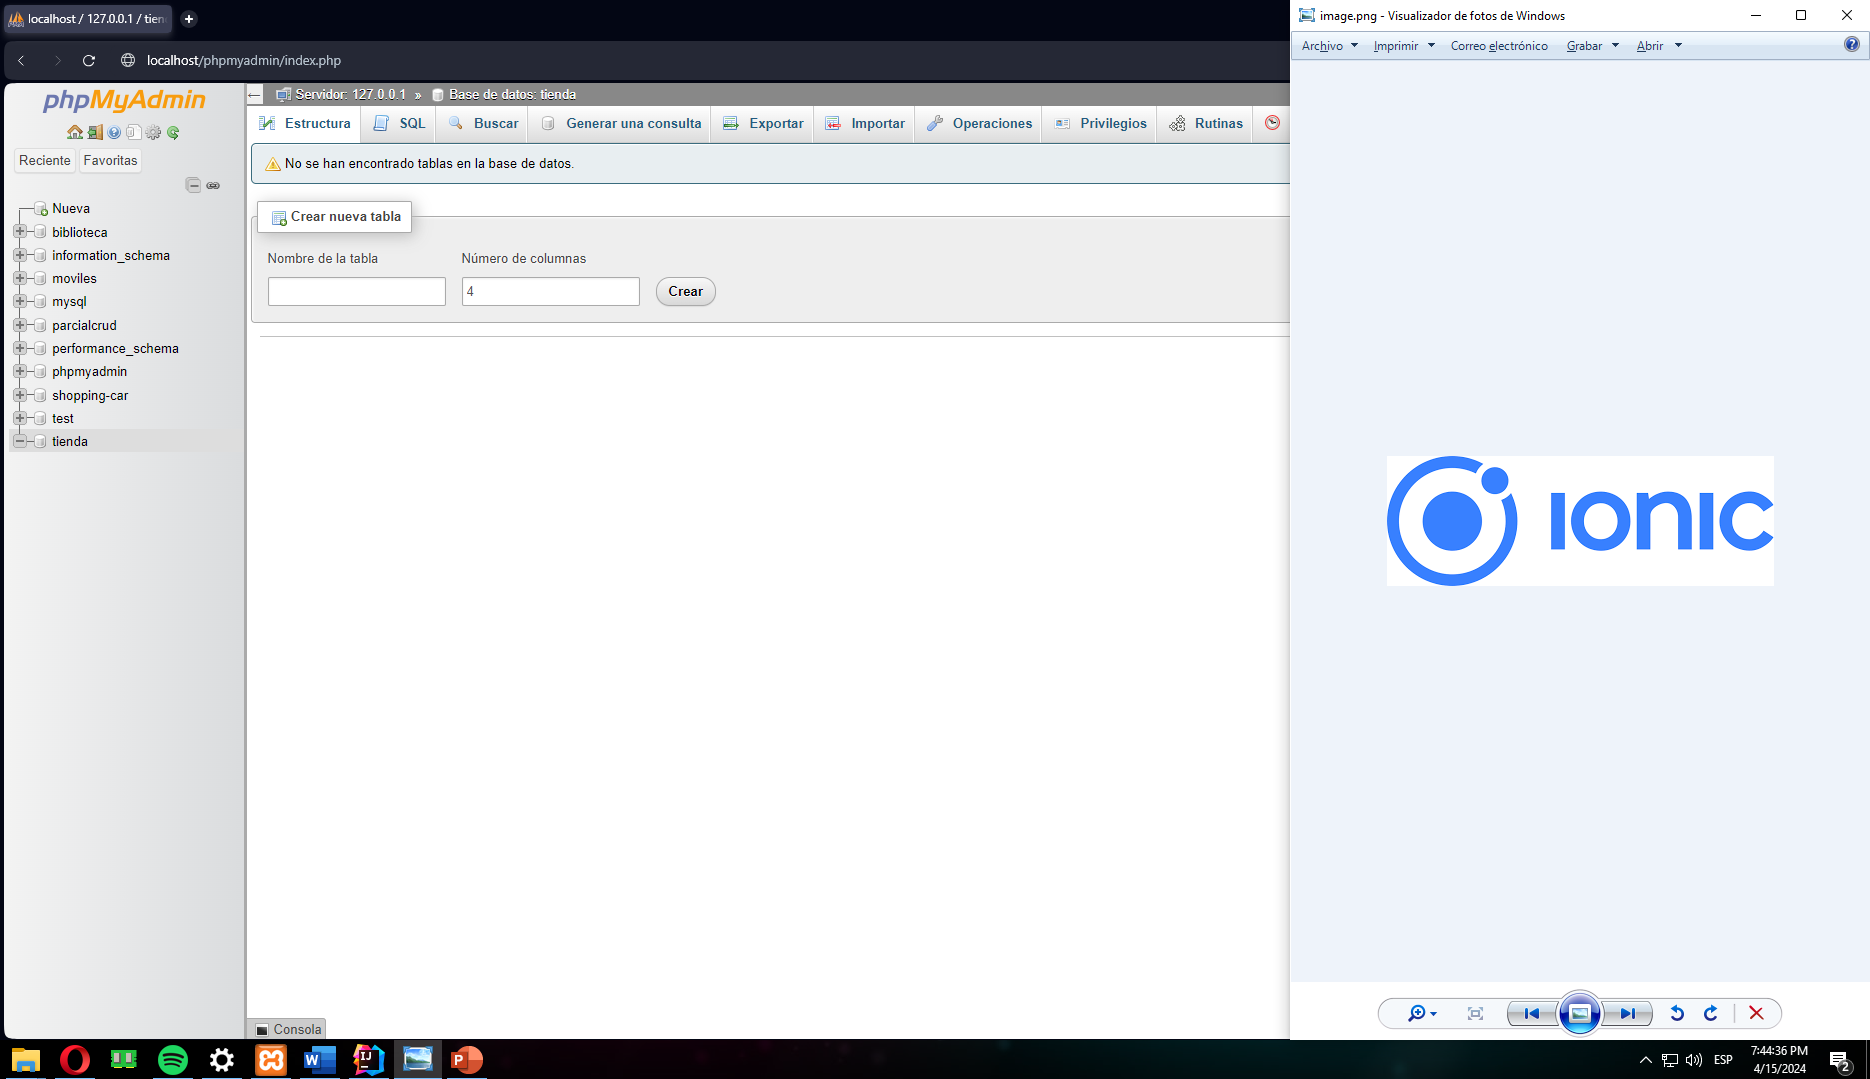 localhost / 127.0.0.1 / tien
localhost/phpmyadmin/index.php
phpMyAdmin
Reciente
Favoritas
Nueva
biblioteca
information_schema
moviles
mysql
parcialcrud
performance_schema
phpmyadmin
shopping-car
test
tienda
Servidor: 127.0.0.1 » Base de datos: tienda
Estructura
SQL
Buscar
Generar una consulta
Exportar
Importar
Operaciones
Privilegios
Rutinas
No se han encontrado tablas en la base de datos.
Crear nueva tabla
Nombre de la tabla
Número de columnas
4
Crear
Consola
image.png - Visualizador de fotos de Windows
Archivo
Imprimir
Correo electrónico
Grabar
Abrir
ionic
W
IJ
P
ESP
7:44:36 PM
4/15/2024
2